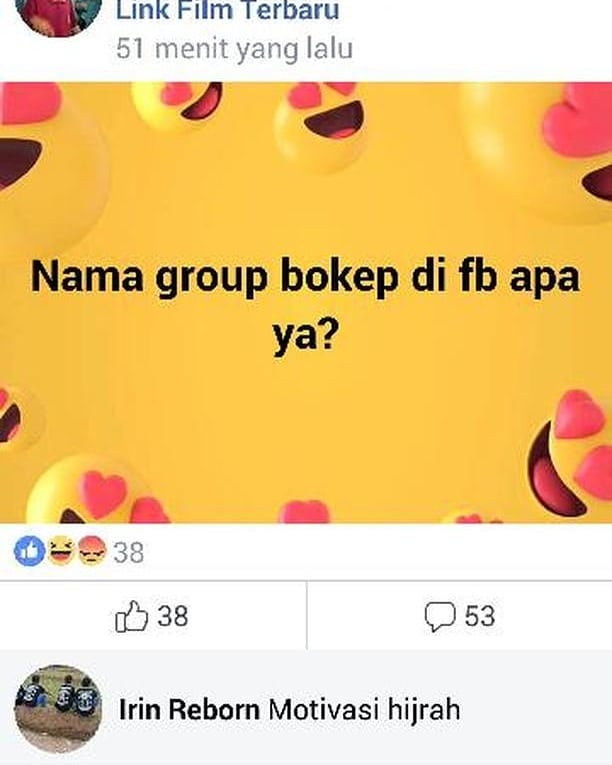 Link Film Terbaru
51 menit yang lalu
Nama group bokep di fb apa
ya?
38
38
53
Irin Reborn Motivasi hijrah